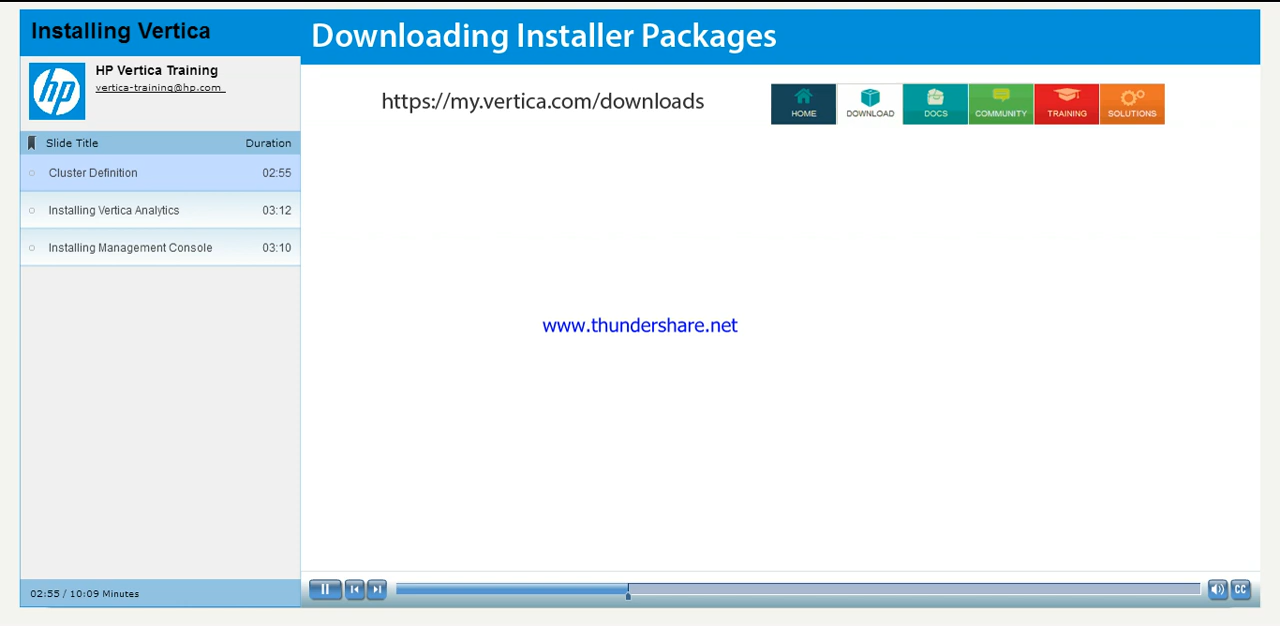 Installing Vertica
Downloading Installer Packages
hp
HP Vertica Training
vertica-training@hp.com
https://my.vertica.com/downloads
HOME
DOWNLOAD
DOCS
COMMUNITY
TRAINING
SOLUTIONS
Slide Title Duration
Cluster Definition 02:55
Installing Vertica Analytics 03:12
Installing Management Console 03:10
www.thundershare.net
02:55 / 10:09 Minutes
CC